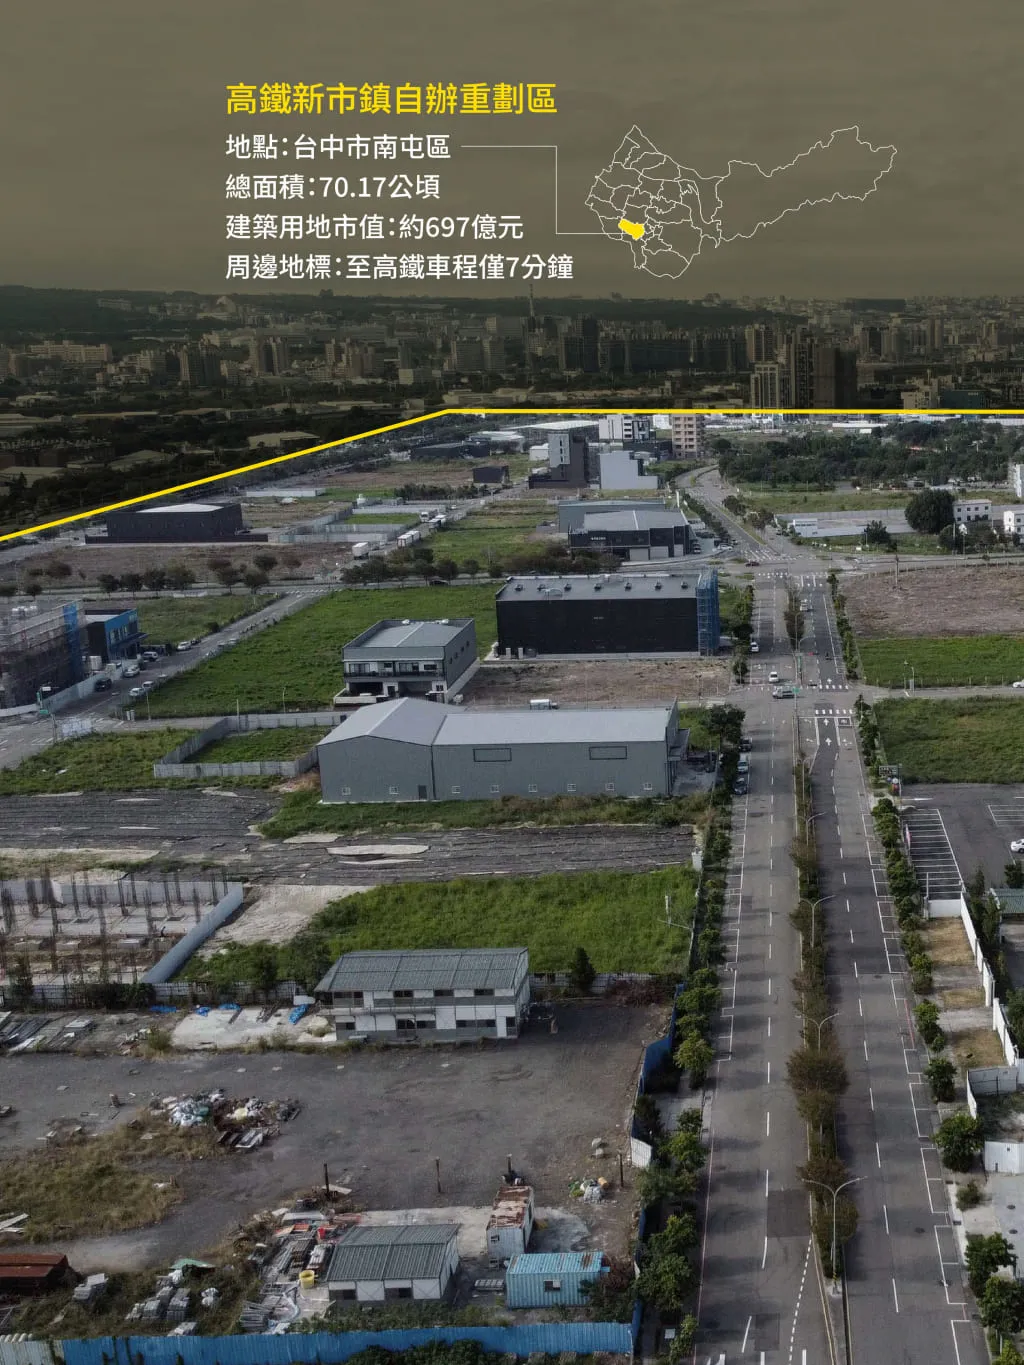 高鐵新市鎮自辦重劃區
地點：台中市南屯區
總面積：70.17公頃
建築用地市值：約697億元
周邊地標：至高鐵車程僅7分鐘